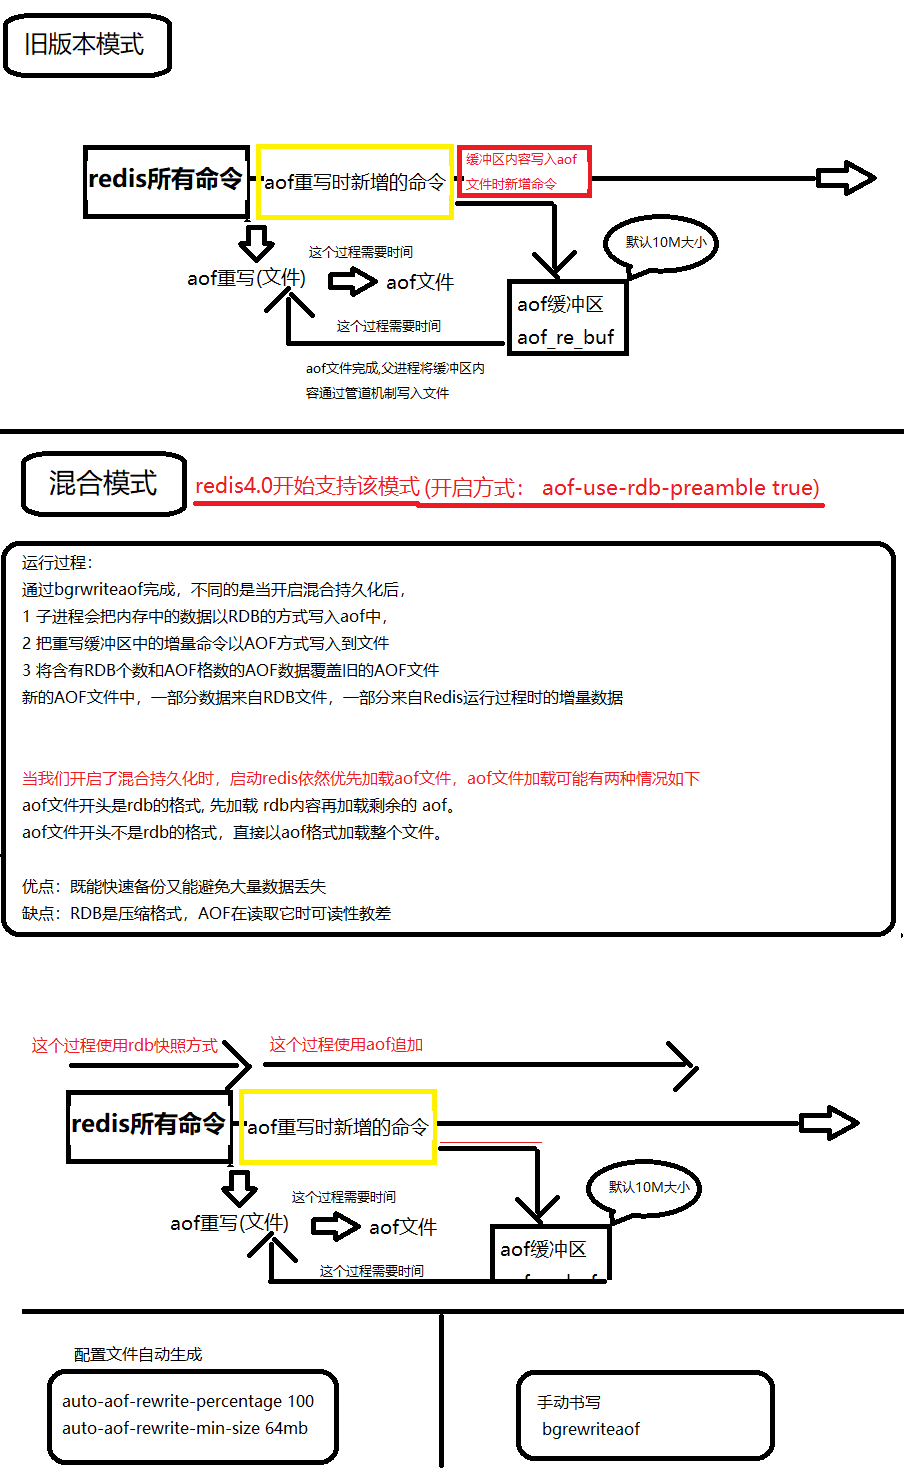 旧版本模式
redis所有命令
aof重写时新增的命令
缓冲区内容写入aof
文件时新增命令
默认10M大小
这个过程需要时间
aof重写(文件)
aof文件
aof缓冲区
aof_re_buf
这个过程需要时间
aof文件完成,父进程将缓冲区内
容通过管道机制写入文件
混合模式
redis4.0开始支持该模式(开启方式： aof-use-rdb-preamble true)
运行过程：
通过bgrwriteaof完成，不同的是当开启混合持久化后，
1 子进程会把内存中的数据以RDB的方式写入aof中，
2 把重写缓冲区中的增量命令以AOF方式写入到文件
3 将含有RDB个数和AOF格数的AOF数据覆盖旧的AOF文件
新的AOF文件中，一部分数据来自RDB文件，一部分来自Redis运行过程时的增量数据
当我们开启了混合持久化时，启动redis依然优先加载aof文件，aof文件加载可能有两种情况如下
aof文件开头是rdb的格式, 先加载 rdb内容再加载剩余的 aof。
aof文件开头不是rdb的格式，直接以aof格式加载整个文件。
优点：既能快速备份又能避免大量数据丢失
缺点：RDB是压缩格式，AOF在读取它时可读性教差
这个过程使用rdb快照方式
这个过程使用aof追加
redis所有命令
aof重写时新增的命令
默认10M大小
这个过程需要时间
aof重写(文件)
aof文件
aof缓冲区
这个过程需要时间
配置文件自动生成
auto-aof-rewrite-percentage 100
auto-aof-rewrite-min-size 64mb
手动书写
bgrewriteaof